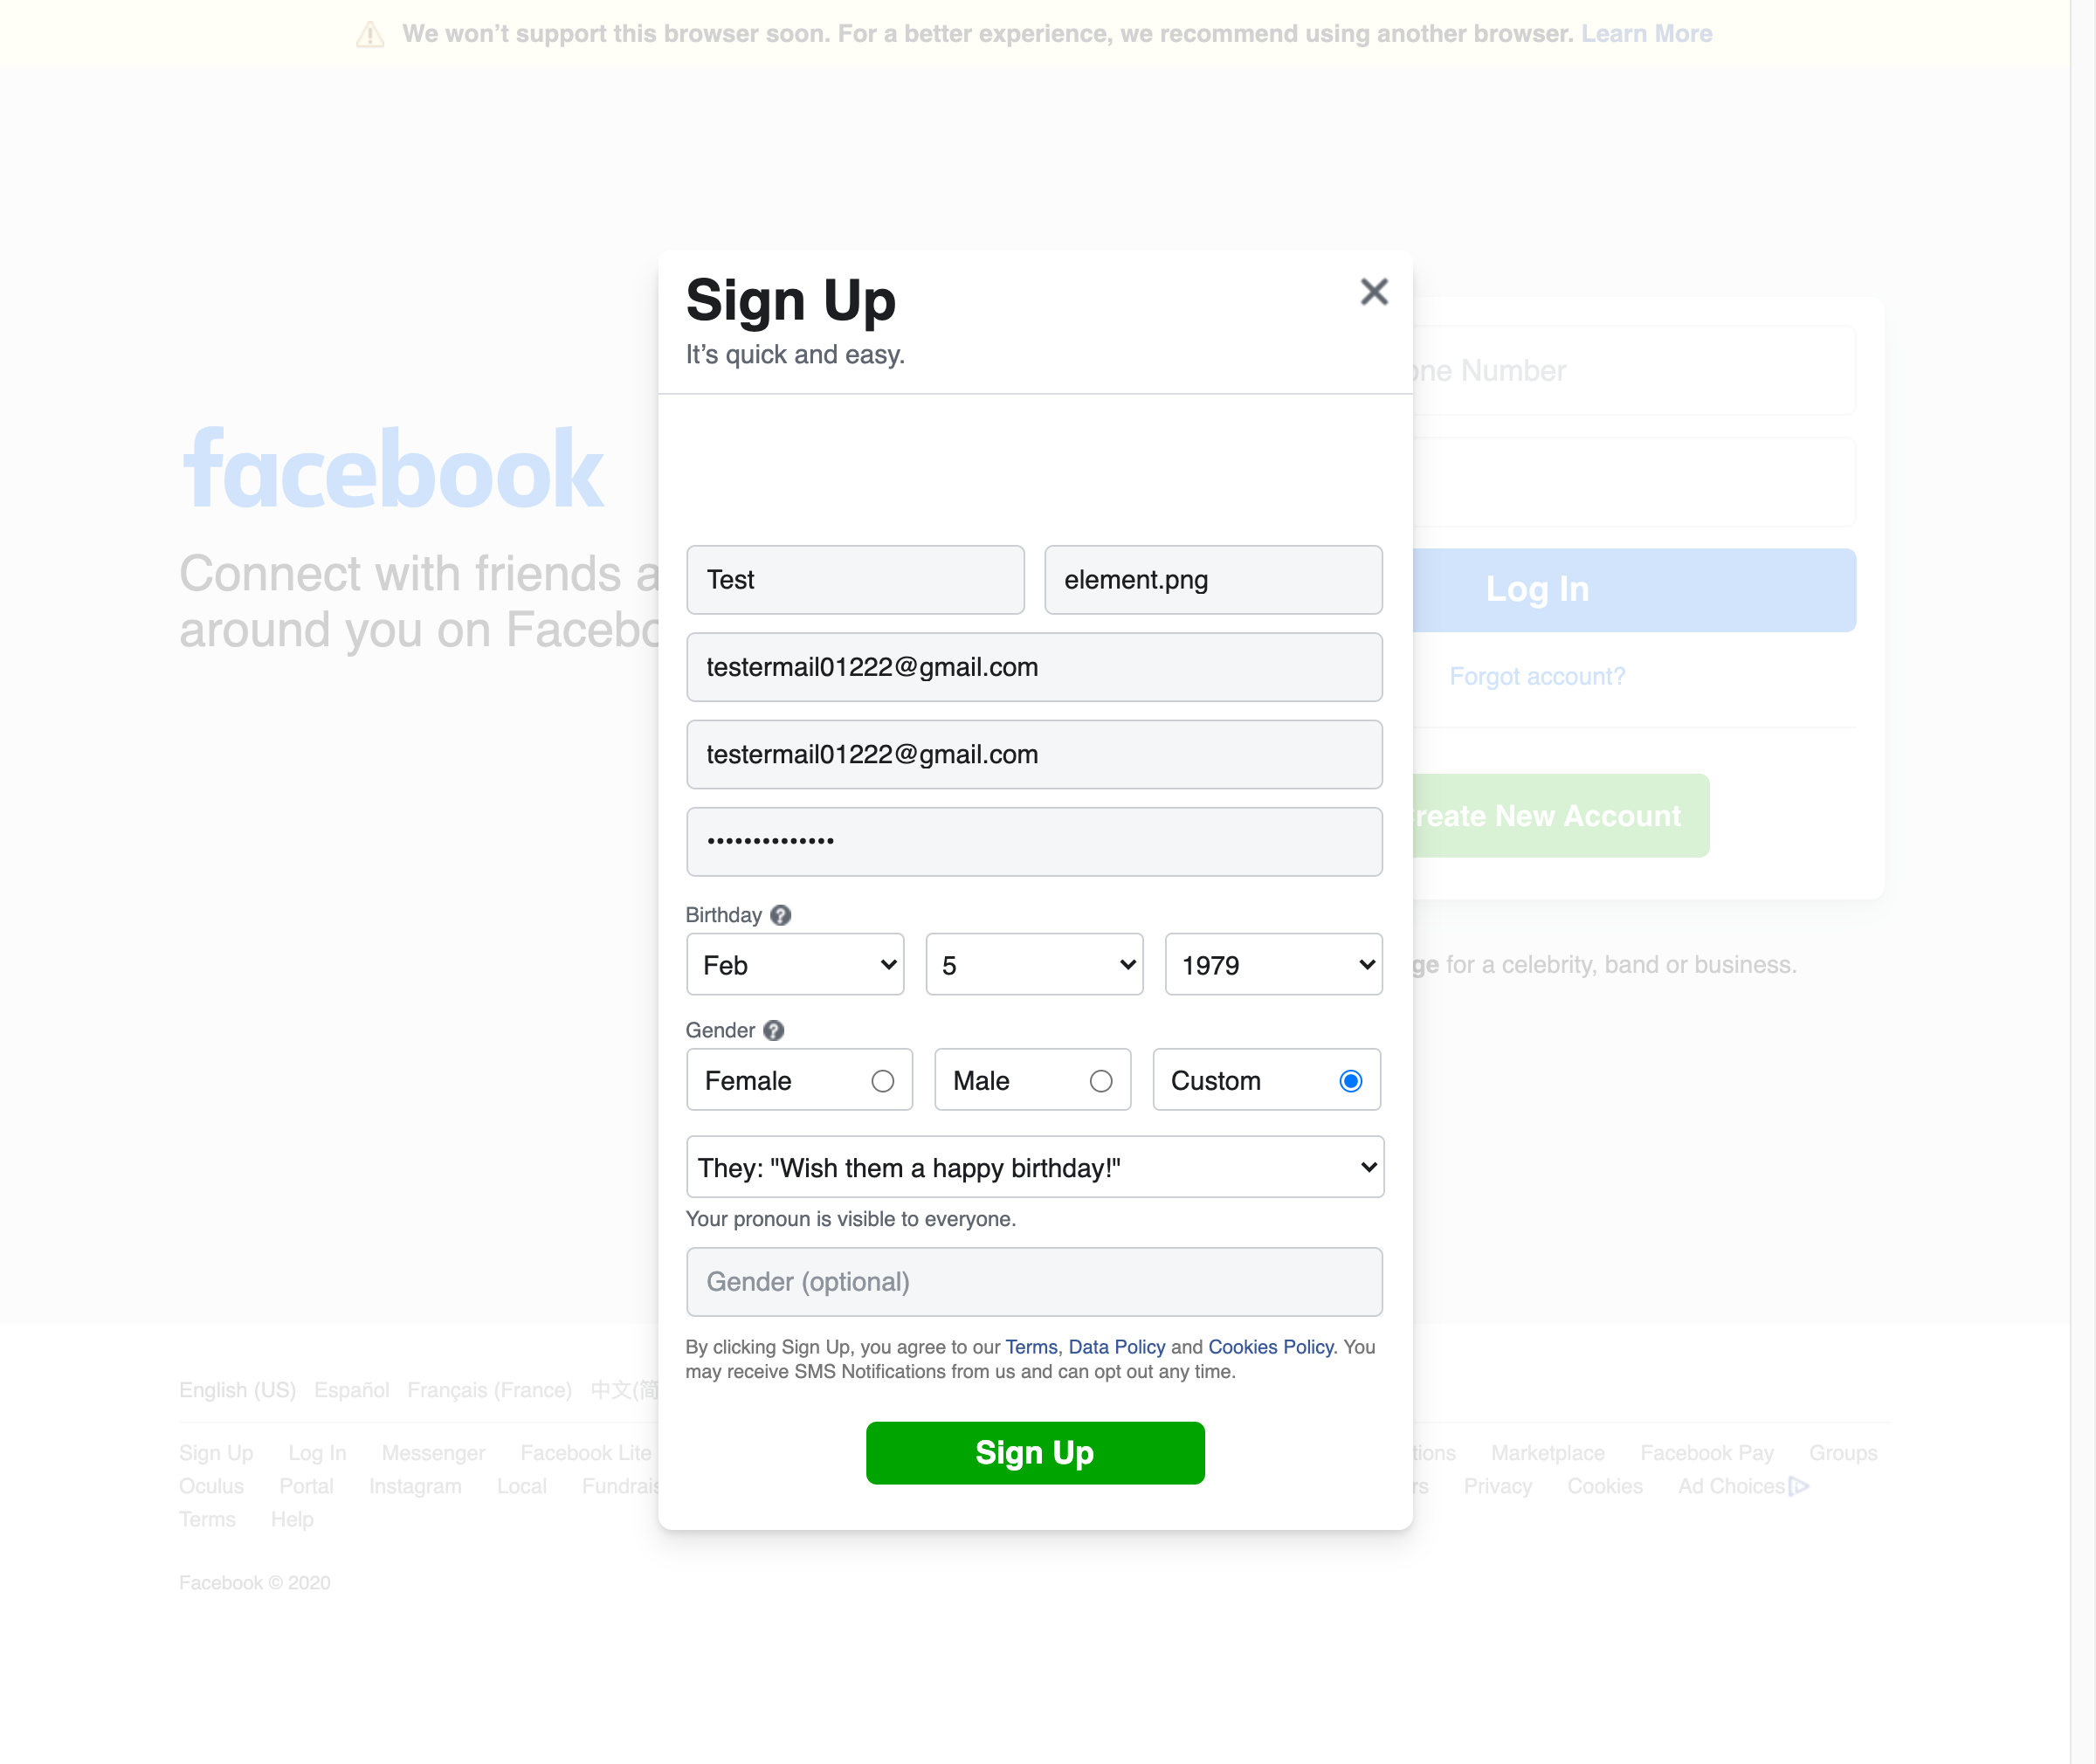 We won’t support this browser soon. For a better experience, we recommend using another browser. Learn More
Sign Up
It’s quick and easy.
one Number
facebook
Connect with friends a
around you on Facebo
Test
element.png
Log In
testermail01222@gmail.com
Forgot account?
testermail01222@gmail.com
reate New Account
••••••••••••••
Birthday
Feb
5
1979
ge for a celebrity, band or business.
Gender
Female
Male
Custom
They: "Wish them a happy birthday!"
Your pronoun is visible to everyone.
Gender (optional)
By clicking Sign Up, you agree to our Terms, Data Policy and Cookies Policy. You
may receive SMS Notifications from us and can opt out any time.
Sign Up
English (US) Español Français (France) 中文(简
Sign Up Log In Messenger Facebook Lite tions Marketplace Facebook Pay Groups
Oculus Portal Instagram Local Fundrais rs Privacy Cookies Ad Choices
Terms Help
Facebook © 2020